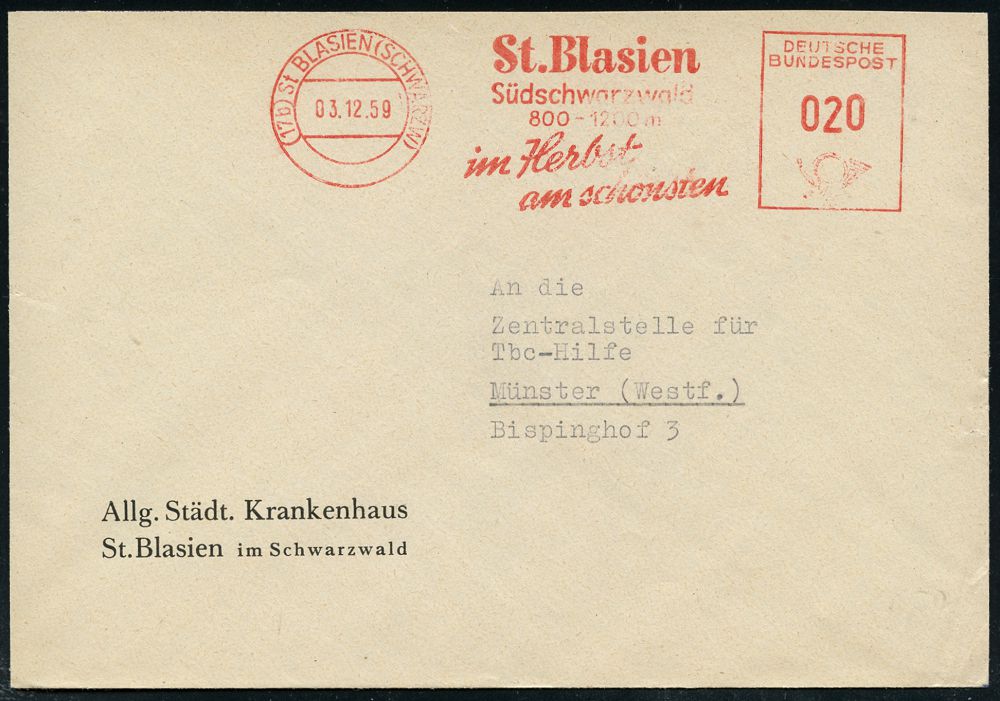 (17b) St BLASIEN (SCHWARZW)
03.12.59
St.Blasien
Südschwarzwald
800-1200 m
im Herbst
am schönsten
DEUTSCHE
BUNDESPOST
020
An die
Zentralstelle für
Tbc-Hilfe
Münster (Westf.)
Bispinghof 3
Allg. Städt. Krankenhaus
St.Blasien im Schwarzwald